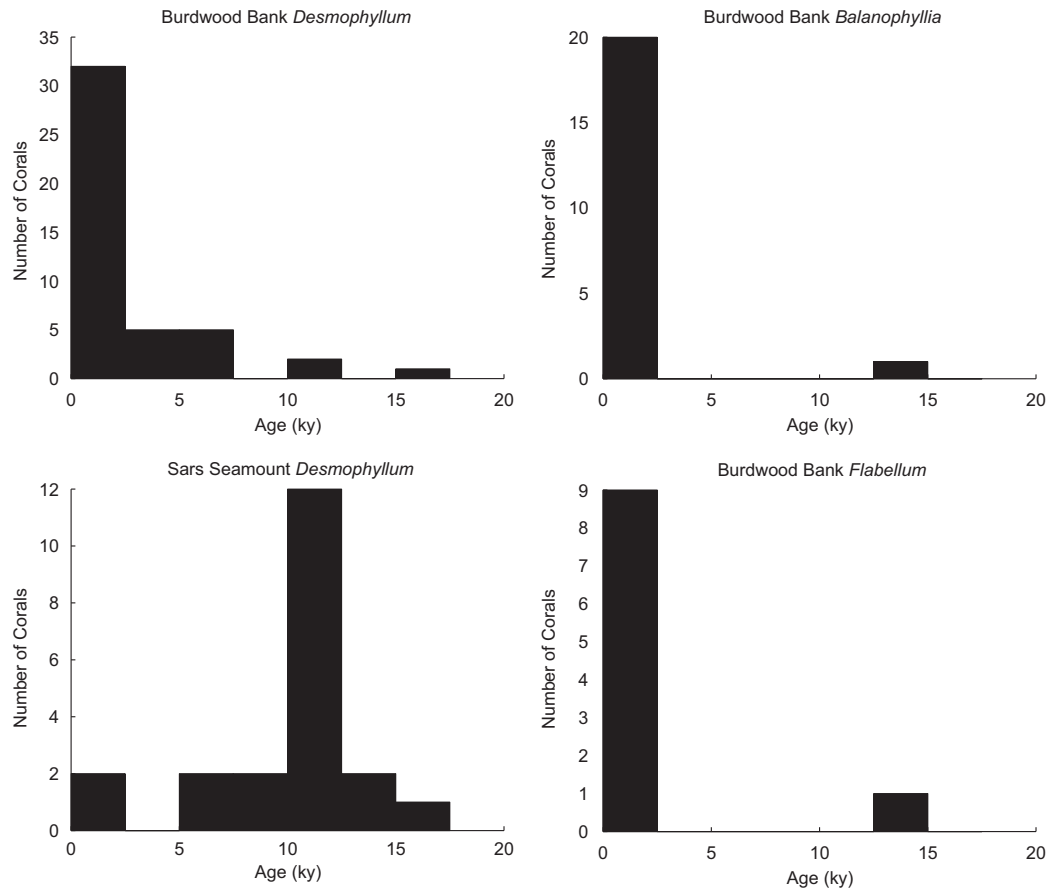 Burdwood Bank Desmophyllum
35
30
25
20
15
10
5
0
Number of Corals
0 5 10 15 20
Age (ky)
Burdwood Bank Balanophyllia
20
15
10
5
0
Number of Corals
0 5 10 15 20
Age (ky)
Sars Seamount Desmophyllum
12
10
8
6
4
2
0
Number of Corals
0 5 10 15 20
Age (ky)
Burdwood Bank Flabellum
9
8
7
6
5
4
3
2
1
0
Number of Corals
0 5 10 15 20
Age (ky)